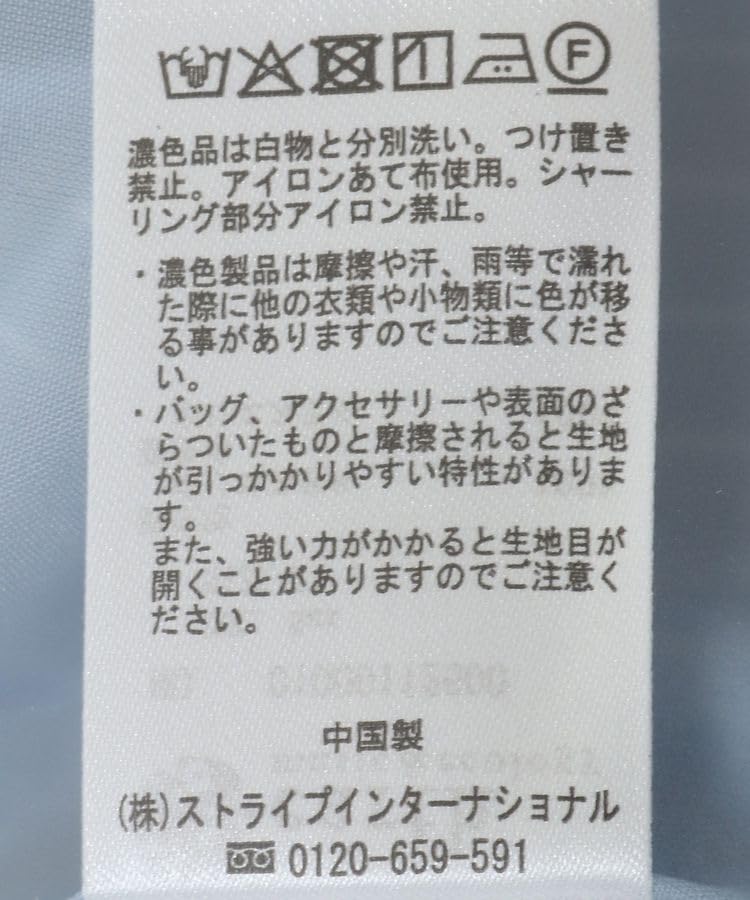 F
濃色品は白物と分別洗い。つけ置き
禁止。アイロンあて布使用。シャー
リング部分アイロン禁止。
・濃色製品は摩擦や汗、雨等で濡れ
た際に他の衣類や小物類に色が移
る事がありますのでご注意くださ
い。
・バッグ、アクセサリーや表面のざ
らついたものと摩擦されると生地
が引っかかりやすい特性がありま
す。
また、強い力がかかると生地目が
開くことがありますのでご注意く
ださい。
中国製
(株)ストライプインターナショナル
0120-659-591